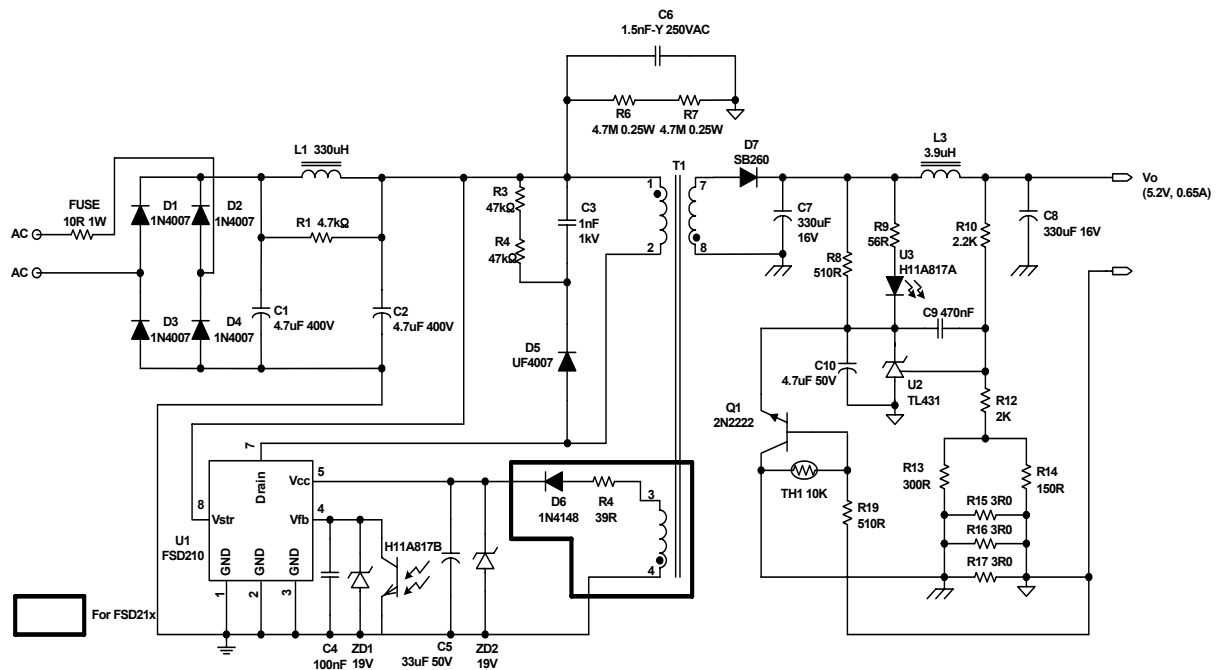 C6
1.5nF-Y 250VAC
R6
R7
4.7M 0.25W
4.7M 0.25W
L1 330uH
FUSE
10R 1W
AC
AC
D1
1N4007
D2
1N4007
D3
1N4007
D4
1N4007
R1 4.7kΩ
C1
4.7uF 400V
C2
4.7uF 400V
R3
47kΩ
R4
47kΩ
C3
1nF
1kV
D5
UF4007
T1
1
2
7
8
3
4
D7
SB260
C7
330uF
16V
L3
3.9uH
Vo
(5.2V, 0.65A)
C8
330uF 16V
R8
510R
R9
56R
R10
2.2K
U3
H11A817A
C9 470nF
C10
4.7uF 50V
U2
TL431
R12
2K
Q1
2N2222
TH1 10K
R19
510R
R13
300R
R14
150R
R15 3R0
R16 3R0
R17 3R0
7
Drain
8
Vstr
5
Vcc
4
Vfb
U1
FSD210
GND
GND
GND
1
2
3
C4
100nF
ZD1
19V
H11A817B
C5
33uF 50V
ZD2
19V
D6
1N4148
R4
39R
For FSD21x